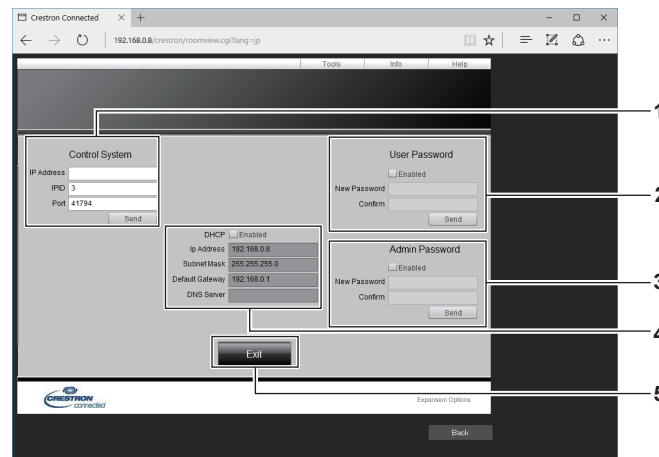 Crestron Connected
192.168.0.8/crestron/roomview.cgi?lang=jp
Tools Info Help
1
Control System
IP Address
IPID 3
Port 41794
Send
User Password
Enabled
New Password
Confirm
Send
2
DHCP Enabled
Ip Address 192.168.0.8
Subnet Mask 255.255.255.0
Default Gateway 192.168.0.1
DNS Server
Admin Password
Enabled
New Password
Confirm
Send
3
4
Exit
5
CRESTRON
connected
Expansion Options
Back